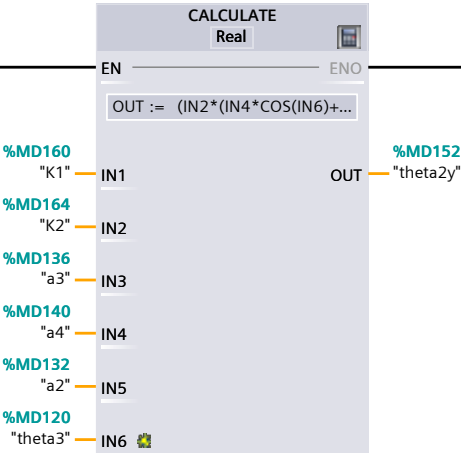 CALCULATE
Real
EN
ENO
OUT := (IN2*(IN4*COS(IN6)+...
%MD160
"K1"
IN1
%MD152
"theta2y"
OUT
%MD164
"K2"
IN2
%MD136
"a3"
IN3
%MD140
"a4"
IN4
%MD132
"a2"
IN5
%MD120
"theta3"
IN6